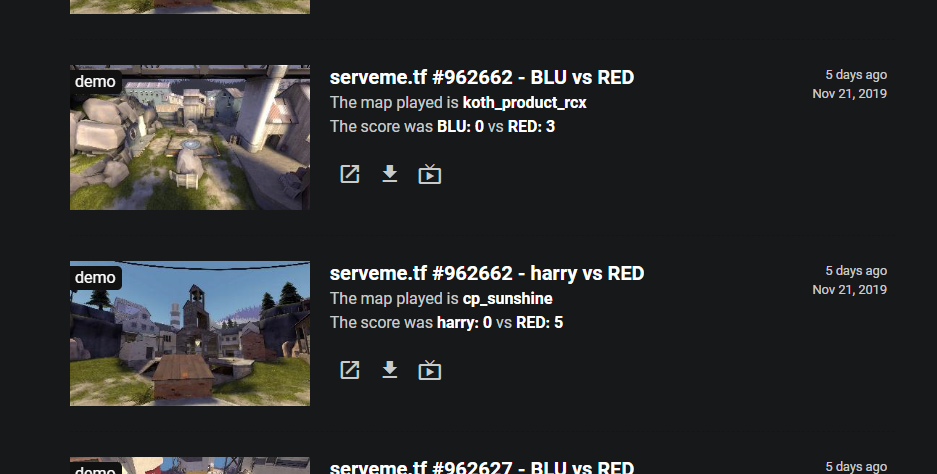 demo
serveme.tf #962662 - BLU vs RED
5 days ago
The map played is koth_product_rcx
Nov 21, 2019
The score was BLU: 0 vs RED: 3
demo
serveme.tf #962662 - harry vs RED
5 days ago
The map played is cp_sunshine
Nov 21, 2019
The score was harry: 0 vs RED: 5
demo
serveme.tf #962627 - BLU vs RED
5 days ago